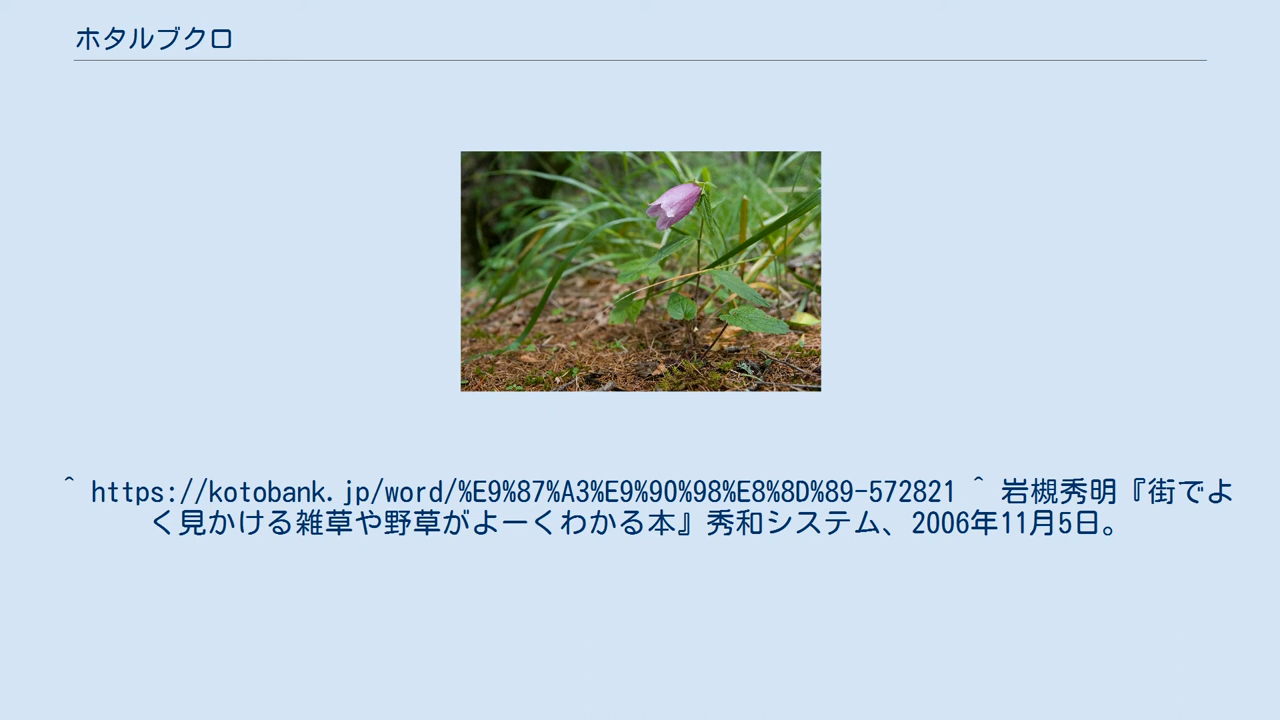 ホタルブクロ
^ https://kotobank.jp/word/%E9%87%A3%E9%90%98%E8%8D%89-572821 ^ 岩槻秀明『街でよ
く見かける雑草や野草がよーくわかる本』秀和システム、2006年11月5日。